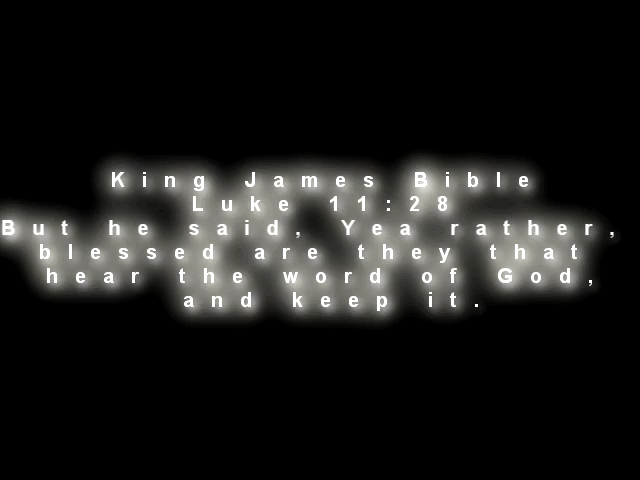 King James Bible
Luke 11:28
But he said, Yea rather,
blessed are they that
hear the word of God,
and keep it.